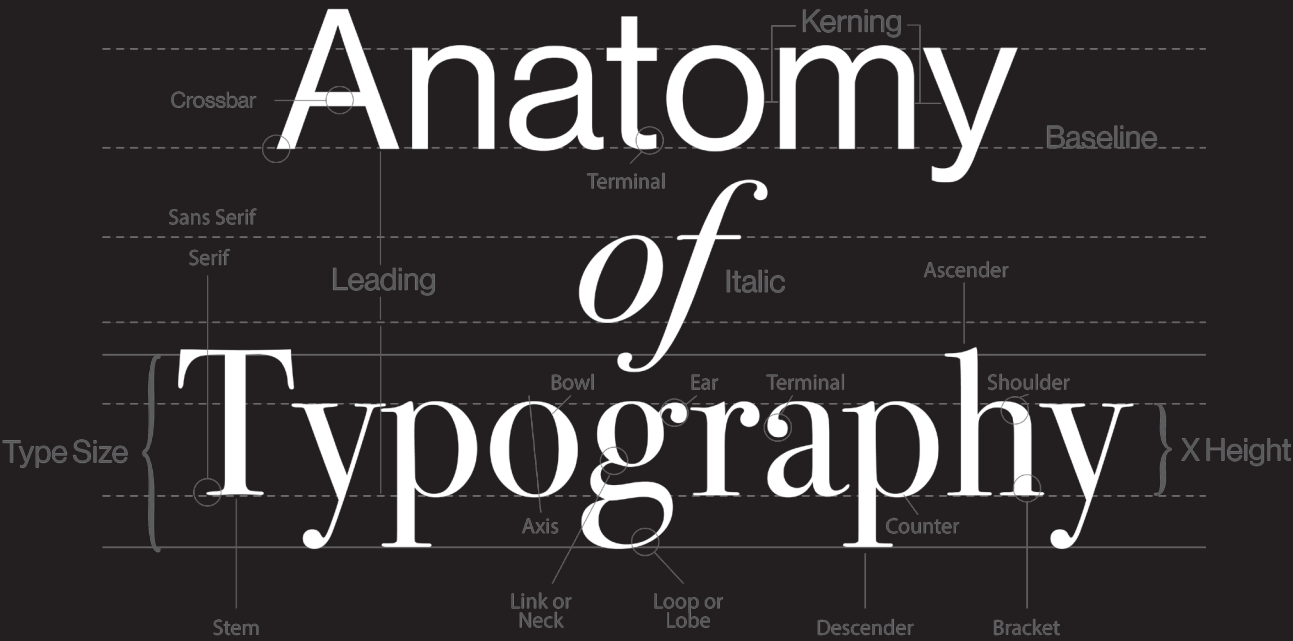 Kerning
Anatomy
Crossbar
Baseline
Terminal
Sans Serif
Serif
of
Leading
Italic
Ascender
Bowl
Ear
Terminal
Shoulder
Typography
Type Size
X Height
Axis
Counter
Link or
Neck
Loop or
Lobe
Stem
Descender
Bracket